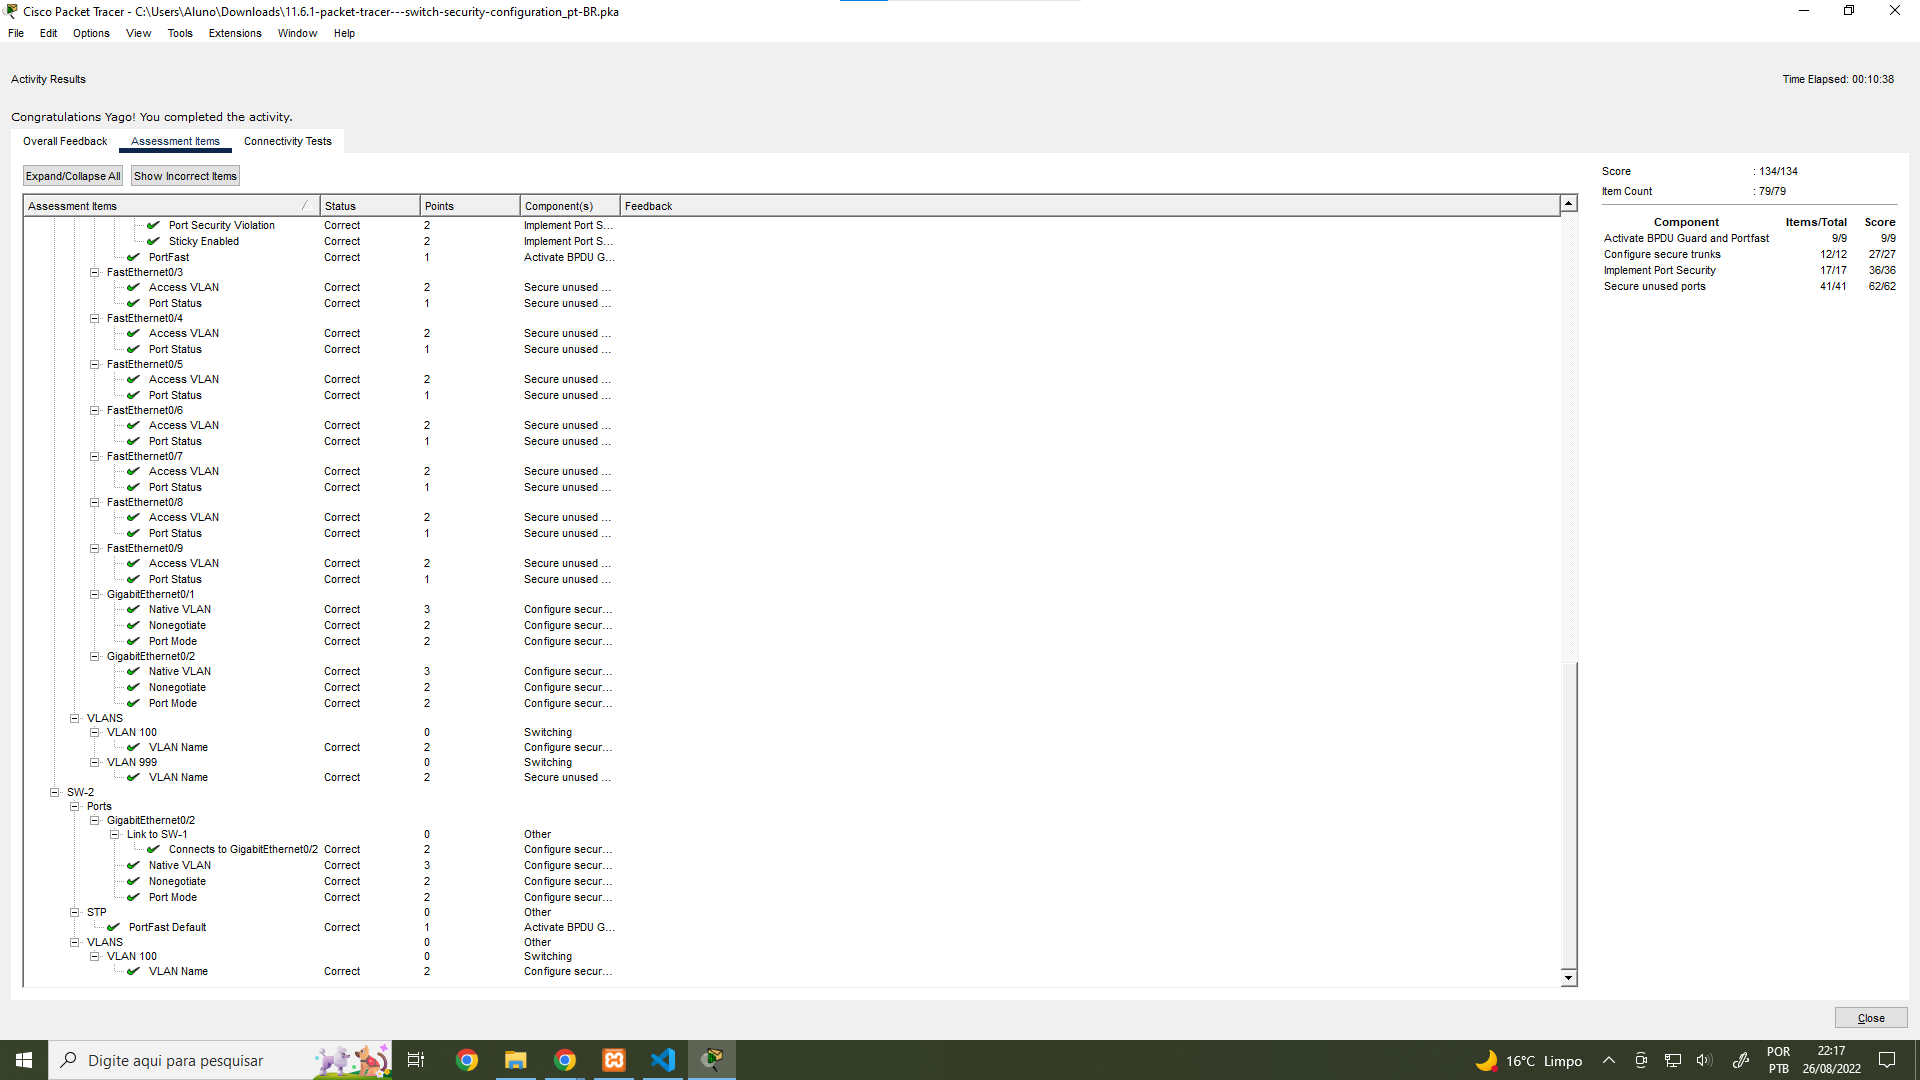 Cisco Packet Tracer - C:\Users\Aluno\Downloads\11.6.1-packet-tracer---switch-security-configuration_pt-BR.pka
File Edit Options View Tools Extensions Window Help
Activity Results
Time Elapsed: 00:10:38
Congratulations Yago! You completed the activity.
Overall Feedback Assessment Items Connectivity Tests
Expand/Collapse All Show Incorrect Items
Assessment Items Status Points Component(s) Feedback
Port Security Violation Correct 2 Implement Port S...
Sticky Enabled Correct 2 Implement Port S...
PortFast Correct 1 Activate BPDU G...
FastEthernet0/3
Access VLAN Correct 2 Secure unused ...
Port Status Correct 1 Secure unused ...
FastEthernet0/4
Access VLAN Correct 2 Secure unused ...
Port Status Correct 1 Secure unused ...
FastEthernet0/5
Access VLAN Correct 2 Secure unused ...
Port Status Correct 1 Secure unused ...
FastEthernet0/6
Access VLAN Correct 2 Secure unused ...
Port Status Correct 1 Secure unused ...
FastEthernet0/7
Access VLAN Correct 2 Secure unused ...
Port Status Correct 1 Secure unused ...
FastEthernet0/8
Access VLAN Correct 2 Secure unused ...
Port Status Correct 1 Secure unused ...
FastEthernet0/9
Access VLAN Correct 2 Secure unused ...
Port Status Correct 1 Secure unused ...
GigabitEthernet0/1
Native VLAN Correct 3 Configure secur...
Nonegotiate Correct 2 Configure secur...
Port Mode Correct 2 Configure secur...
GigabitEthernet0/2
Native VLAN Correct 3 Configure secur...
Nonegotiate Correct 2 Configure secur...
Port Mode Correct 2 Configure secur...
VLANS
VLAN 100 0 Switching
VLAN Name Correct 2 Configure secur...
VLAN 999 0 Switching
VLAN Name Correct 2 Secure unused ...
SW-2
Ports
GigabitEthernet0/2
Link to SW-1 0 Other
Connects to GigabitEthernet0/2 Correct 2 Configure secur...
Native VLAN Correct 3 Configure secur...
Nonegotiate Correct 2 Configure secur...
Port Mode Correct 2 Configure secur...
STP 0 Other
PortFast Default Correct 1 Activate BPDU G...
VLANS 0 Other
VLAN 100 0 Switching
VLAN Name Correct 2 Configure secur...
Score : 134/134
Item Count : 79/79
Component Items/Total Score
Activate BPDU Guard and Portfast 9/9 9/9
Configure secure trunks 12/12 27/27
Implement Port Security 17/17 36/36
Secure unused ports 41/41 62/62
Close
Digite aqui para pesquisar
16°C Limpo
POR
PTB
22:17
26/08/2022